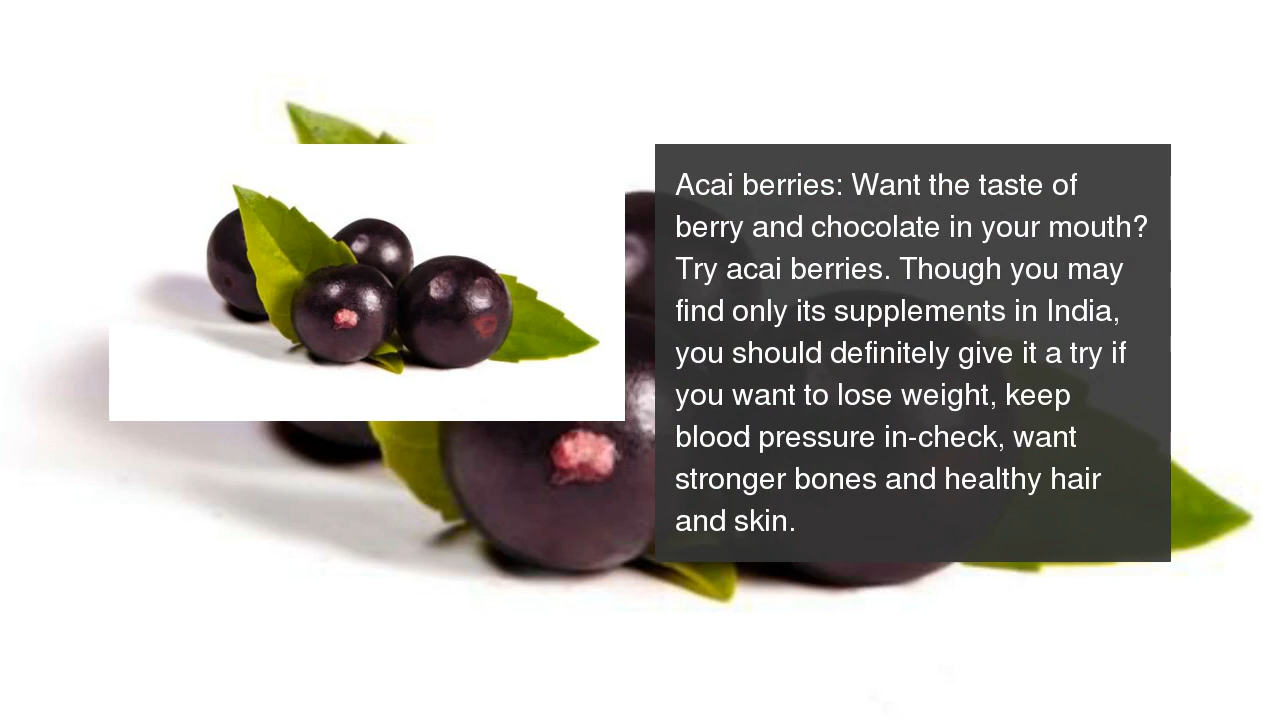 Acai berries: Want the taste of
berry and chocolate in your mouth?
Try acai berries. Though you may
find only its supplements in India,
you should definitely give it a try if
you want to lose weight, keep
blood pressure in-check, want
stronger bones and healthy hair
and skin.